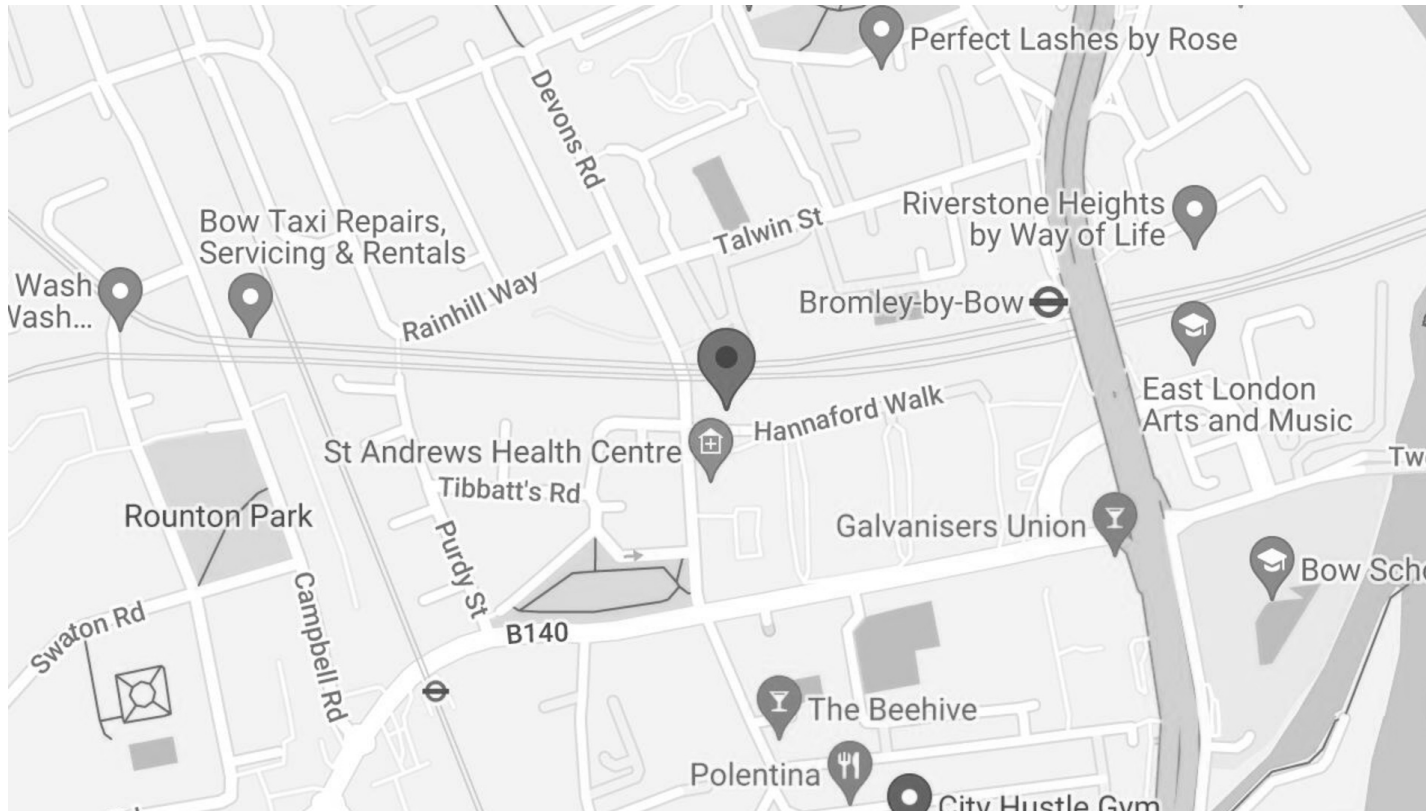 Perfect Lashes by Rose
Devons Rd
Riverstone Heights
by Way of Life
Bow Taxi Repairs,
Servicing & Rentals
Talwin St
Wash
Wash...
Rainhill Way
Bromley-by-Bow
East London
Arts and Music
Hannaford Walk
St Andrews Health Centre
Tibbatt's Rd
Rounton Park
Galvanisers Union
Purdy St
Campbell Rd
Swaton Rd
B140
The Beehive
Polentina
City Hustle Gym